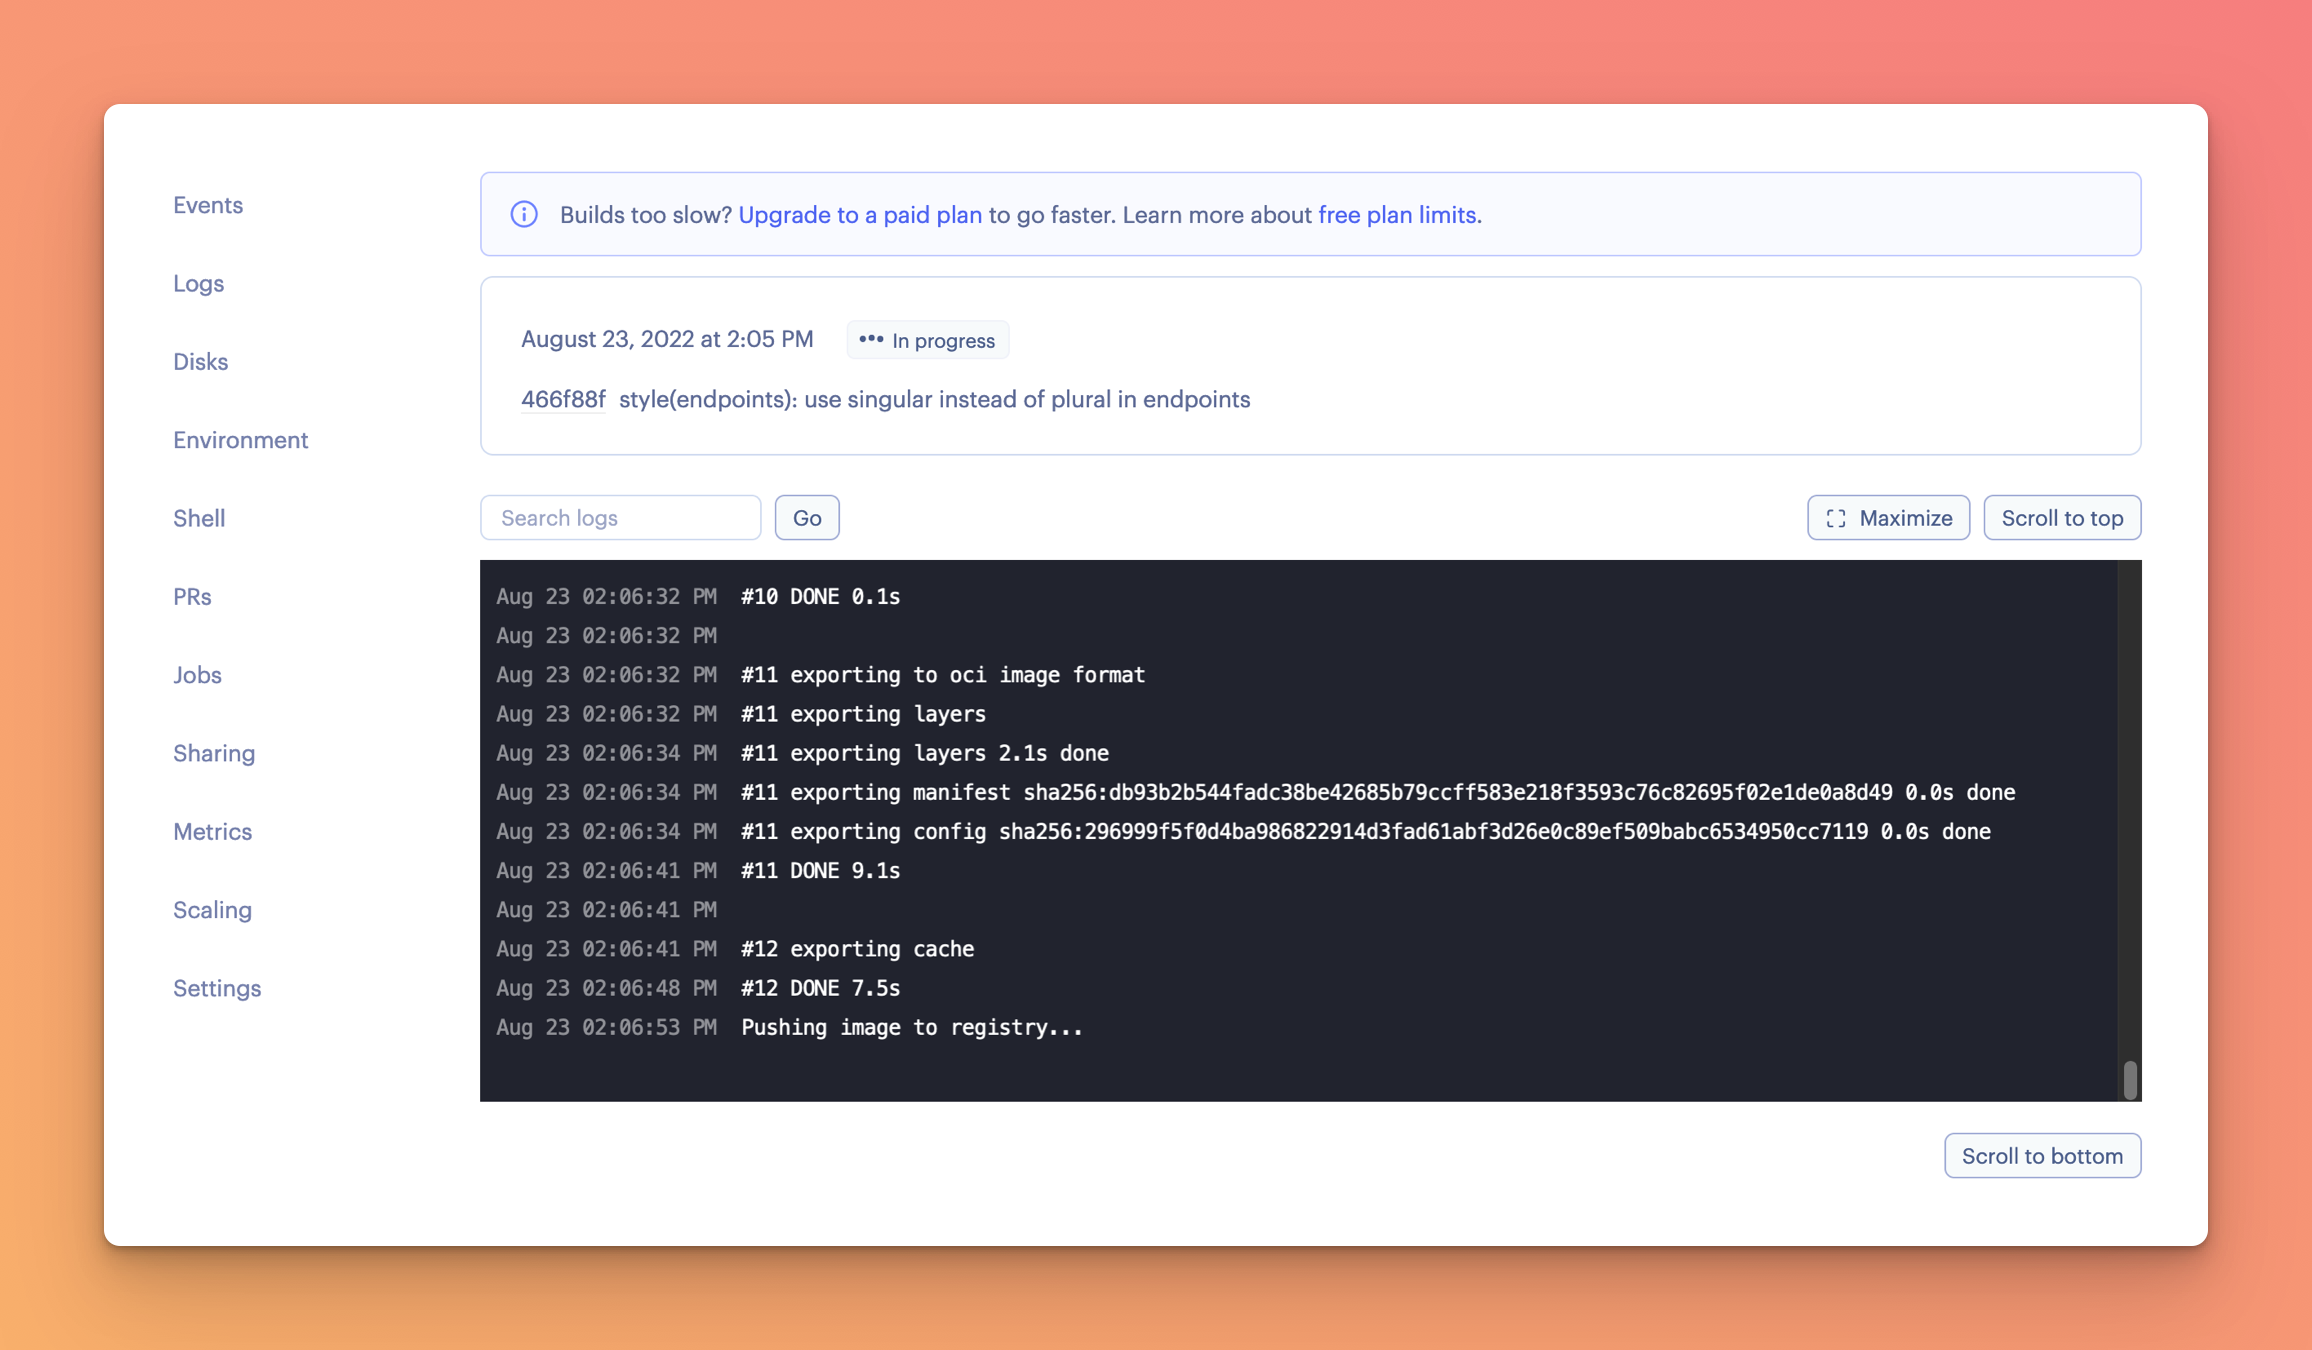 Events
Logs
Disks
Environment
Shell
PRs
Jobs
Sharing
Metrics
Scaling
Settings
Builds too slow? Upgrade to a paid plan to go faster. Learn more about free plan limits.
August 23, 2022 at 2:05 PM ••• In progress
466f88f style(endpoints): use singular instead of plural in endpoints
Search logs Go Maximize Scroll to top
Aug 23 02:06:32 PM #10 DONE 0.1s
Aug 23 02:06:32 PM
Aug 23 02:06:32 PM #11 exporting to oci image format
Aug 23 02:06:32 PM #11 exporting layers
Aug 23 02:06:34 PM #11 exporting layers 2.1s done
Aug 23 02:06:34 PM #11 exporting manifest sha256:db93b2b544fadc38be42685b79ccff583e218f3593c76c82695f02e1de0a8d49 0.0s done
Aug 23 02:06:34 PM #11 exporting config sha256:296999f5f0d4ba986822914d3fad61abf3d26e0c89ef509babc6534950cc7119 0.0s done
Aug 23 02:06:41 PM #11 DONE 9.1s
Aug 23 02:06:41 PM
Aug 23 02:06:41 PM #12 exporting cache
Aug 23 02:06:48 PM #12 DONE 7.5s
Aug 23 02:06:53 PM Pushing image to registry...
Scroll to bottom